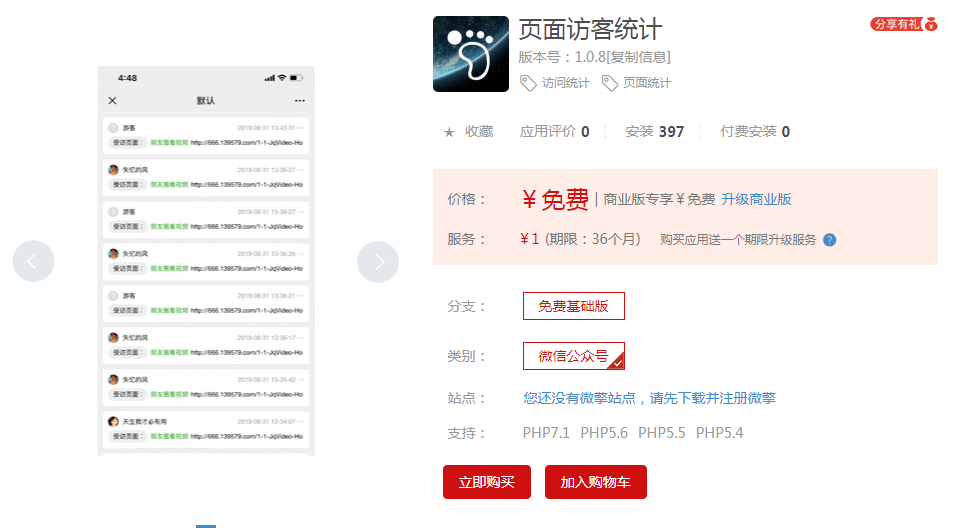 4:48
默认
游客 2019-08-31 13:43:31
受访页面： 朋友圈看视频 http://666.139579.com/1-1-JqVideo-Ho
失忆的风 2019-08-31 13:36:27
受访页面： 朋友圈看视频 http://666.139579.com/1-1-JqVideo-Ho
游客 2019-08-31 13:36:27
受访页面： 朋友圈看视频 http://666.139579.com/1-1-JqVideo-Ho
失忆的风 2019-08-31 13:36:26
受访页面： 朋友圈看视频 http://666.139579.com/1-1-JqVideo-Ho
游客 2019-08-31 13:36:21
受访页面： 朋友圈看视频 http://666.139579.com/1-1-JqVideo-Ho
失忆的风 2019-08-31 13:36:17
受访页面： 朋友圈看视频 http://666.139579.com/1-1-JqVideo-Ho
失忆的风 2019-08-31 13:35:42
受访页面： 朋友圈看视频 http://666.139579.com/1-1-JqVideo-Ho
天生我才必有用 2019-08-31 13:34:07
受访页面： 朋友圈看视频 http://666.139579.com/1-1-JqVideo-Ho
页面访客统计
分享有礼
版本号：1.0.8[复制信息]
访问统计 页面统计
★ 收藏 应用评价 0 安装 397 付费安装 0
价格： ￥免费 | 商业版专享￥免费 升级商业版
服务： ¥ 1 (期限：36个月) 购买应用送一个期限升级服务 ?
分支： 免费基础版
类别： 微信公众号
站点： 您还没有微擎站点，请先下载并注册微擎
支持： PHP7.1 PHP5.6 PHP5.5 PHP5.4
立即购买 加入购物车